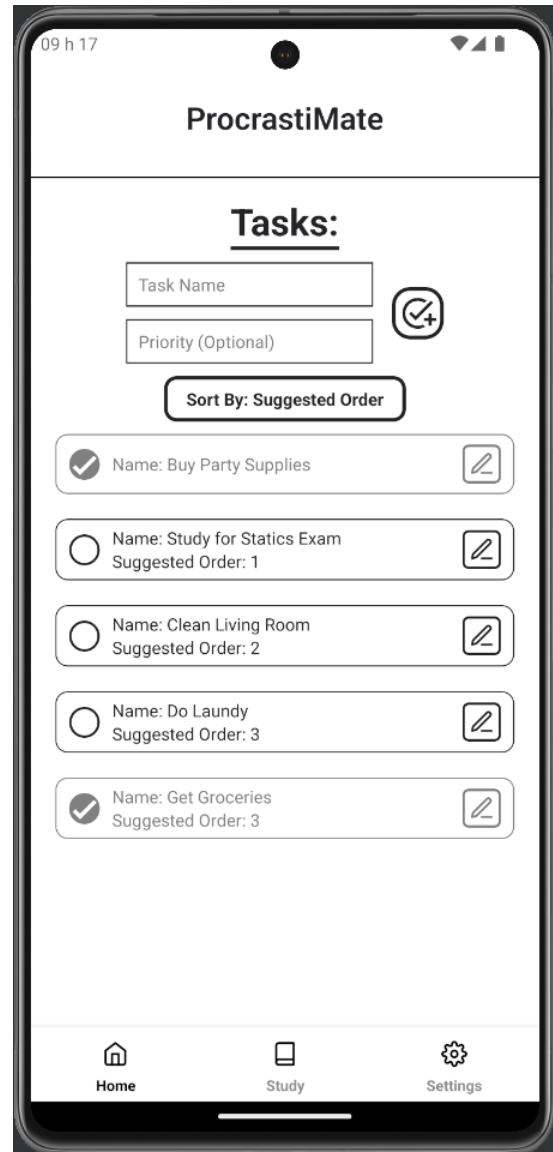 09 h 17
ProcrastiMate
Tasks:
Task Name
Priority (Optional)
Sort By: Suggested Order
Name: Buy Party Supplies
Name: Study for Statics Exam
Suggested Order: 1
Name: Clean Living Room
Suggested Order: 2
Name: Do Laundy
Suggested Order: 3
Name: Get Groceries
Suggested Order: 3
Home
Study
Settings